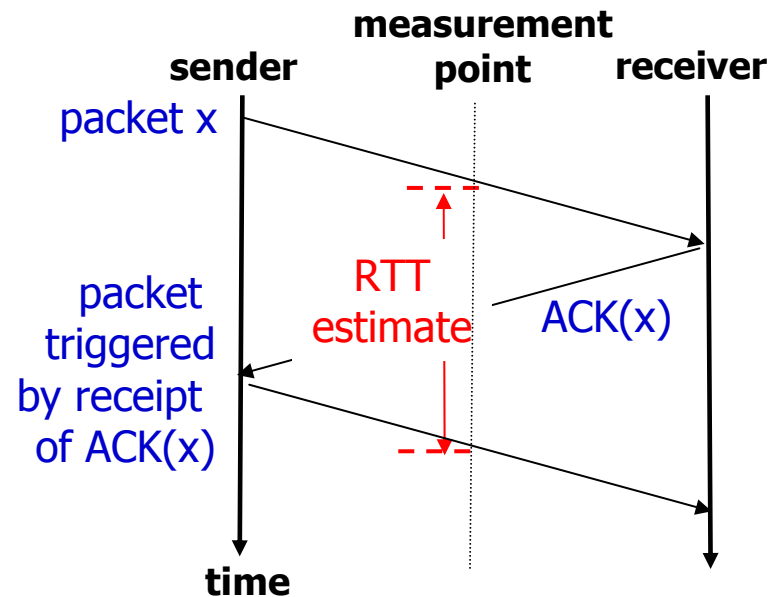 measurement
point
sender
receiver
packet x
RTT
estimate
ACK(x)
packet
triggered
by receipt
of ACK(x)
time